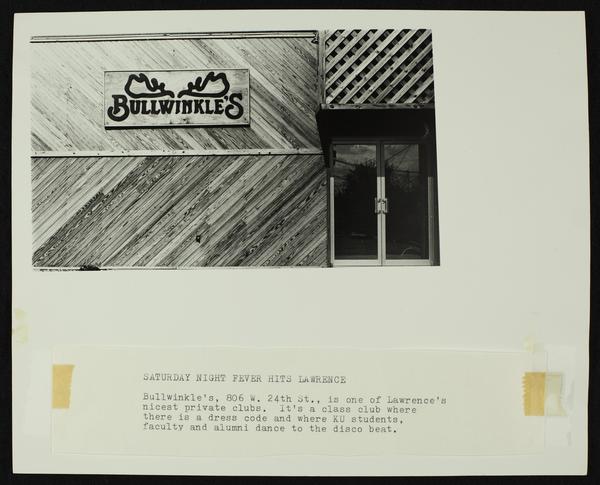 BULLWINKLE'S
SATURDAY NIGHT FEVER HITS LAWRENCE
Bullwinkle's, 806 W. 24th St., is one of Lawrence's
nicest private clubs. It's a class club where
there is a dress code and where KU students,
faculty and alumni dance to the disco beat.